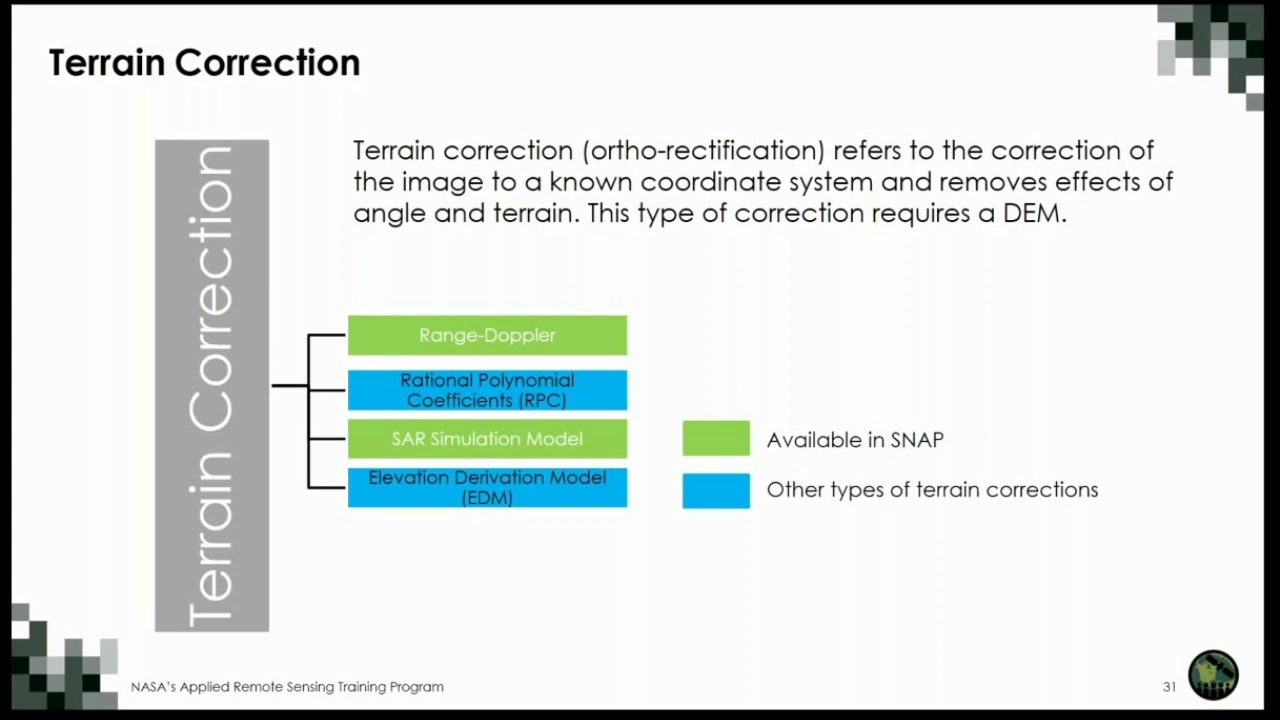 Terrain Correction
Terrain Correction
Terrain correction (ortho-rectification) refers to the correction of
the image to a known coordinate system and removes effects of
angle and terrain. This type of correction requires a DEM.
Range-Doppler
Rational Polynomial
Coefficients (RPC)
SAR Simulation Model
Elevation Derivation Model
(EDM)
Available in SNAP
Other types of terrain corrections
NASA's Applied Remote Sensing Training Program
31